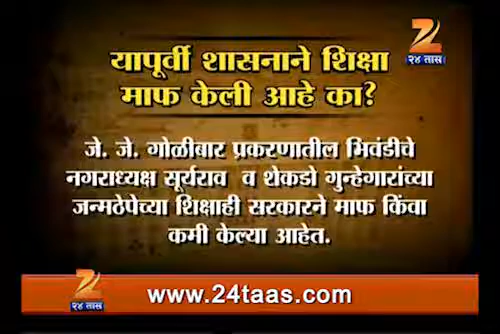 यापूर्वी शासनाने शिक्षा
माफ केली आहे का?
२४ तास
जे. जे. गोळीबार प्रकरणातील भिवंडीचे
नगराध्यक्ष सूर्यराव व शेकडो गुन्हेगारांच्या
जन्मठेपेच्या शिक्षाही सरकारने माफ किंवा
कमी केल्या आहेत.
२४ तास
www.24taas.com